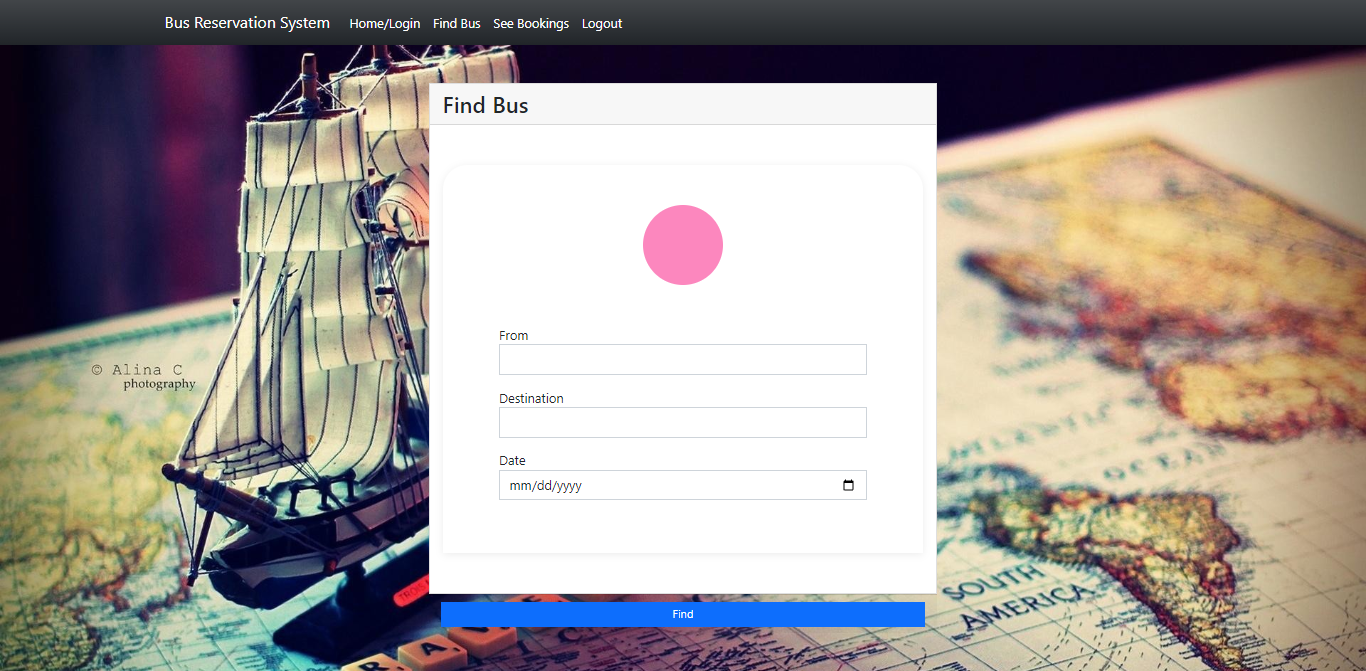 Bus Reservation System Home/Login Find Bus See Bookings Logout
Find Bus
From
Destination
Date
mm/dd/yyyy
Find
© Alina C
photography
OCEAN
SOUTH
AMERICA